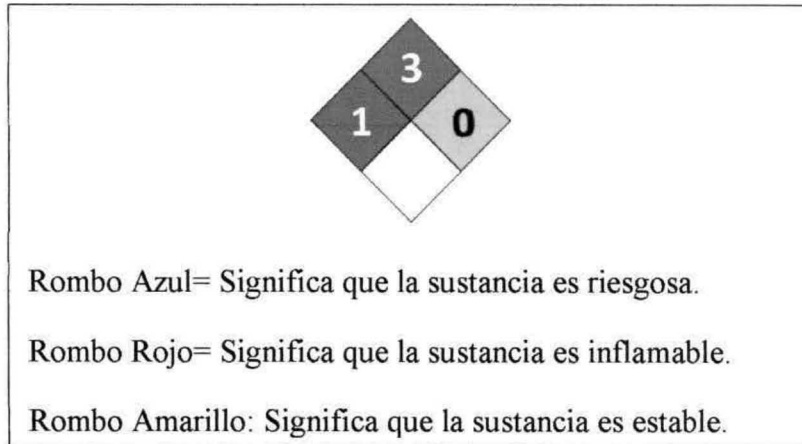 3
1 0
Rombo Azul= Significa que la sustancia es riesgosa.
Rombo Rojo= Significa que la sustancia es inflamable.
Rombo Amarillo: Significa que la sustancia es estable.